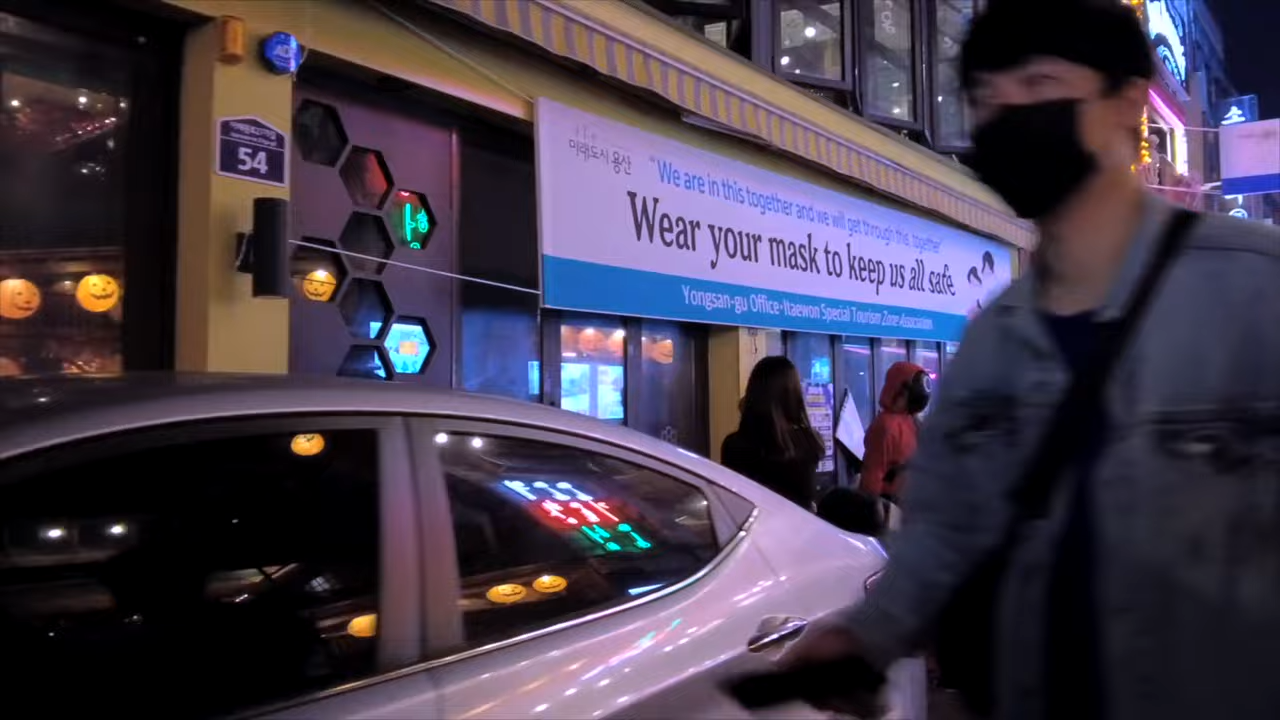 54
미래도시 용산
"We are in this together and we will get through this, together"
Wear your mask to keep us all safe
Yongsan-gu Office·Itaewon Special Tourism Zone Association